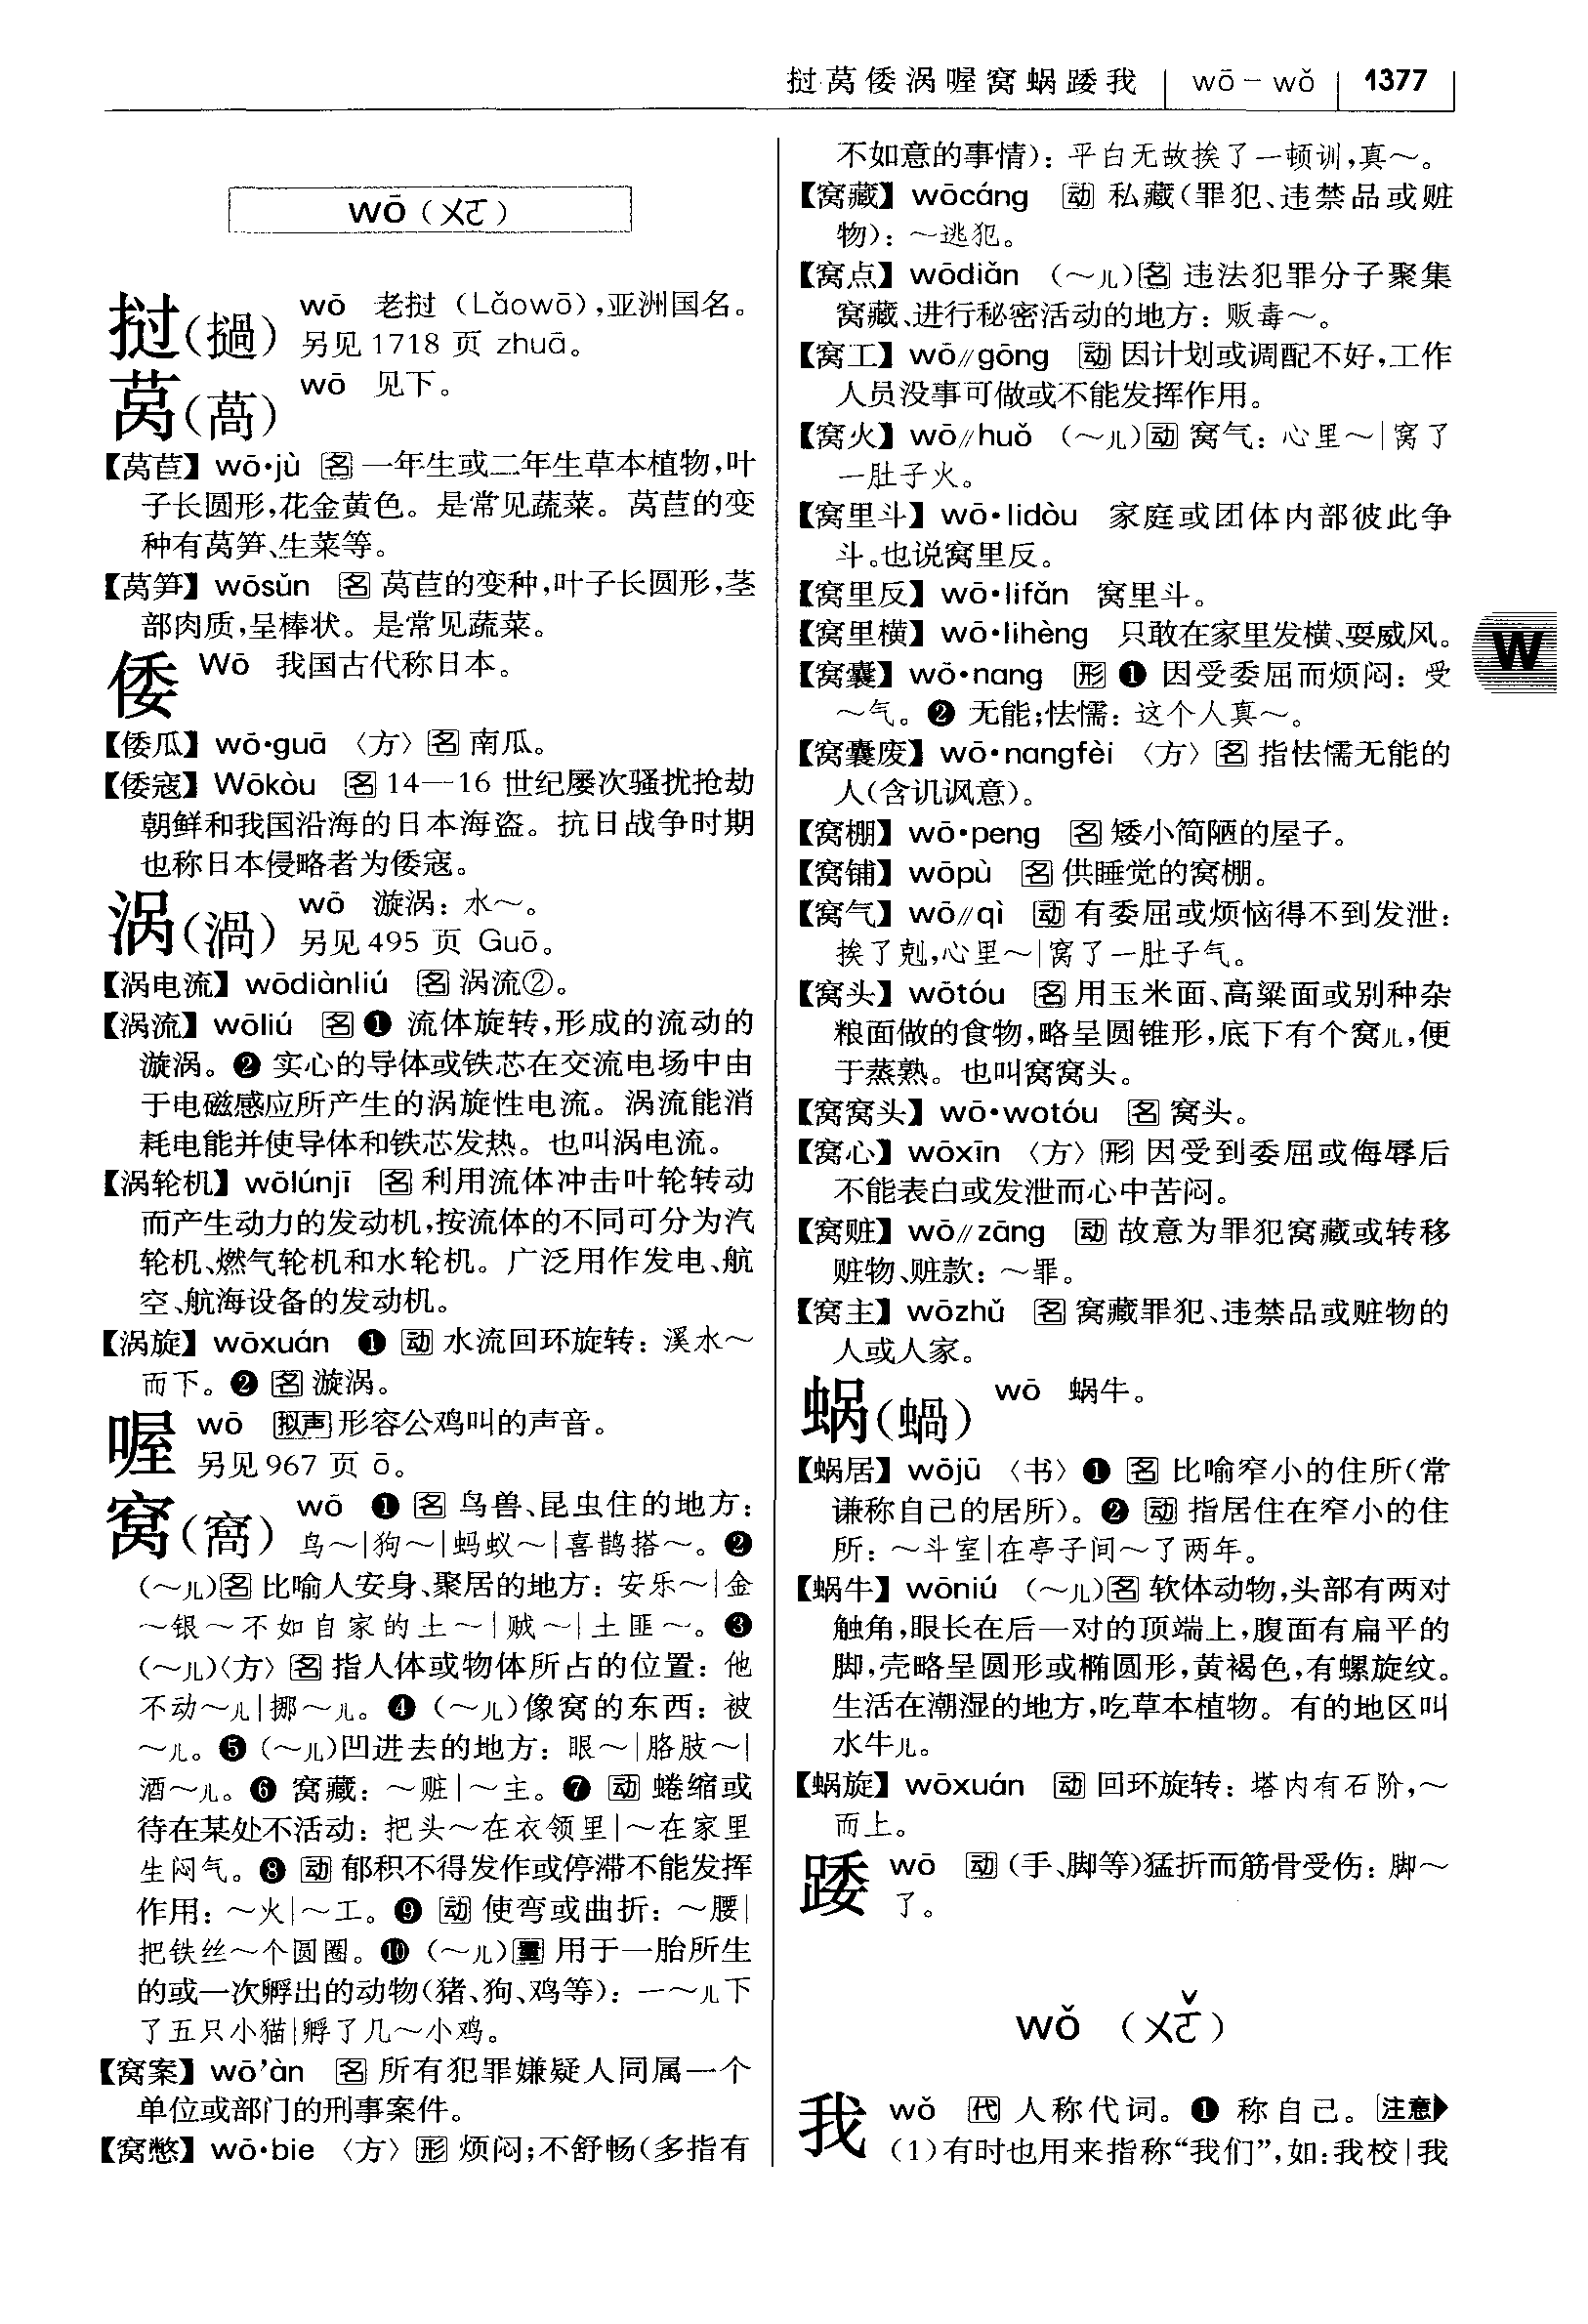 挝莴倭涡喔窝蜗踒我 | wō – wǒ | 1377
wō (ㄨㄛ)
挝(撾) wō 老挝(Lǎowō),亚洲国名。
另见1718页 zhuā。
莴(萵) wō 见下。
【莴苣】wō•jù 名 一年生或二年生草本植物,叶
子长圆形,花金黄色。是常见蔬菜。莴苣的变
种有莴笋、生菜等。
【莴笋】wōsǔn 名 莴苣的变种,叶子长圆形,茎
部肉质,呈棒状。是常见蔬菜。
倭 Wō 我国古代称日本。
【倭瓜】wō•guā 〈方〉名 南瓜。
【倭寇】Wōkòu 名 14—16世纪屡次骚扰抢劫
朝鲜和我国沿海的日本海盗。抗日战争时期
也称日本侵略者为倭寇。
涡(渦) wō 漩涡:水~。
另见495页 Guō。
【涡电流】wōdiànliú 名 涡流②。
【涡流】wōliú 名 ❶ 流体旋转,形成的流动的
漩涡。❷ 实心的导体或铁芯在交流电场中由
于电磁感应所产生的涡旋性电流。涡流能消
耗电能并使导体和铁芯发热。也叫涡电流。
【涡轮机】wōlúnjī 名 利用流体冲击叶轮转动
而产生动力的发动机,按流体的不同可分为汽
轮机、燃气轮机和水轮机。广泛用作发电、航
空、航海设备的发动机。
【涡旋】wōxuán ❶ 动 水流回环旋转:溪水~
而下。❷ 名 漩涡。
喔 wō 拟声 形容公鸡叫的声音。
另见967页 ō。
窝(窩) wō ❶ 名 鸟兽、昆虫住的地方:
鸟~|狗~|蚂蚁~|喜鹊搭~。❷
(~儿)名 比喻人安身、聚居的地方:安乐~|金
~银~不如自家的土~|贼~|土匪~。❸
(~儿)〈方〉名 指人体或物体所占的位置:他
不动~儿|挪~儿。❹ (~儿)像窝的东西:被
~儿。❺ (~儿)凹进去的地方:眼~|胳肢~|
酒~儿。❻ 窝藏:~赃|~主。❼ 动 蜷缩或
待在某处不活动:把头~在衣领里|~在家里
生闷气。❽ 动 郁积不得发作或停滞不能发挥
作用:~火|~工。❾ 动 使弯或曲折:~腰|
把铁丝~个圆圈。❿ (~儿)量 用于一胎所生
的或一次孵出的动物(猪、狗、鸡等):一~儿下
了五只小猫|孵了几~小鸡。
【窝案】wō’àn 名 所有犯罪嫌疑人同属一个
单位或部门的刑事案件。
【窝憋】wō•bie 〈方〉形 烦闷;不舒畅(多指有
不如意的事情):平白无故挨了一顿训,真~。
【窝藏】wōcáng 动 私藏(罪犯、违禁品或赃
物):~逃犯。
【窝点】wōdiǎn (~儿)名 违法犯罪分子聚集
窝藏、进行秘密活动的地方:贩毒~。
【窝工】wō∥gōng 动 因计划或调配不好,工作
人员没事可做或不能发挥作用。
【窝火】wō∥huǒ (~儿)动 窝气:心里~|窝了
一肚子火。
【窝里斗】wō•lidòu 家庭或团体内部彼此争
斗。也说窝里反。
【窝里反】wō•lifǎn 窝里斗。
【窝里横】wō•lihèng 只敢在家里发横、耍威风。
【窝囊】wō•nang 形 ❶ 因受委屈而烦闷:受
~气。❷ 无能;怯懦:这个人真~。
【窝囊废】wō•nangfèi 〈方〉名 指怯懦无能的
人(含讥讽意)。
【窝棚】wō•peng 名 矮小简陋的屋子。
【窝铺】wōpù 名 供睡觉的窝棚。
【窝气】wō∥qì 动 有委屈或烦恼得不到发泄:
挨了剋,心里~|窝了一肚子气。
【窝头】wōtóu 名 用玉米面、高粱面或别种杂
粮面做的食物,略呈圆锥形,底下有个窝儿,便
于蒸熟。也叫窝窝头。
【窝窝头】wō•wotóu 名 窝头。
【窝心】wōxīn 〈方〉形 因受到委屈或侮辱后
不能表白或发泄而心中苦闷。
【窝赃】wō∥zāng 动 故意为罪犯窝藏或转移
赃物、赃款:~罪。
【窝主】wōzhǔ 名 窝藏罪犯、违禁品或赃物的
人或人家。
蜗(蝸) wō 蜗牛。
【蜗居】wōjū 〈书〉❶ 名 比喻窄小的住所(常
谦称自己的居所)。❷ 动 指居住在窄小的住
所:~斗室|在亭子间~了两年。
【蜗牛】wōniú (~儿)名 软体动物,头部有两对
触角,眼长在后一对的顶端上,腹面有扁平的
脚,壳略呈圆形或椭圆形,黄褐色,有螺旋纹。
生活在潮湿的地方,吃草本植物。有的地区叫
水牛儿。
【蜗旋】wōxuán 动 回环旋转:塔内有石阶,~
而上。
踒 wō 动 (手、脚等)猛折而筋骨受伤:脚~
了。
wǒ (ㄨㄛˇ)
我 wǒ 代 人称代词。❶ 称自己。注意▶
(1)有时也用来指称“我们”,如:我校|我
W